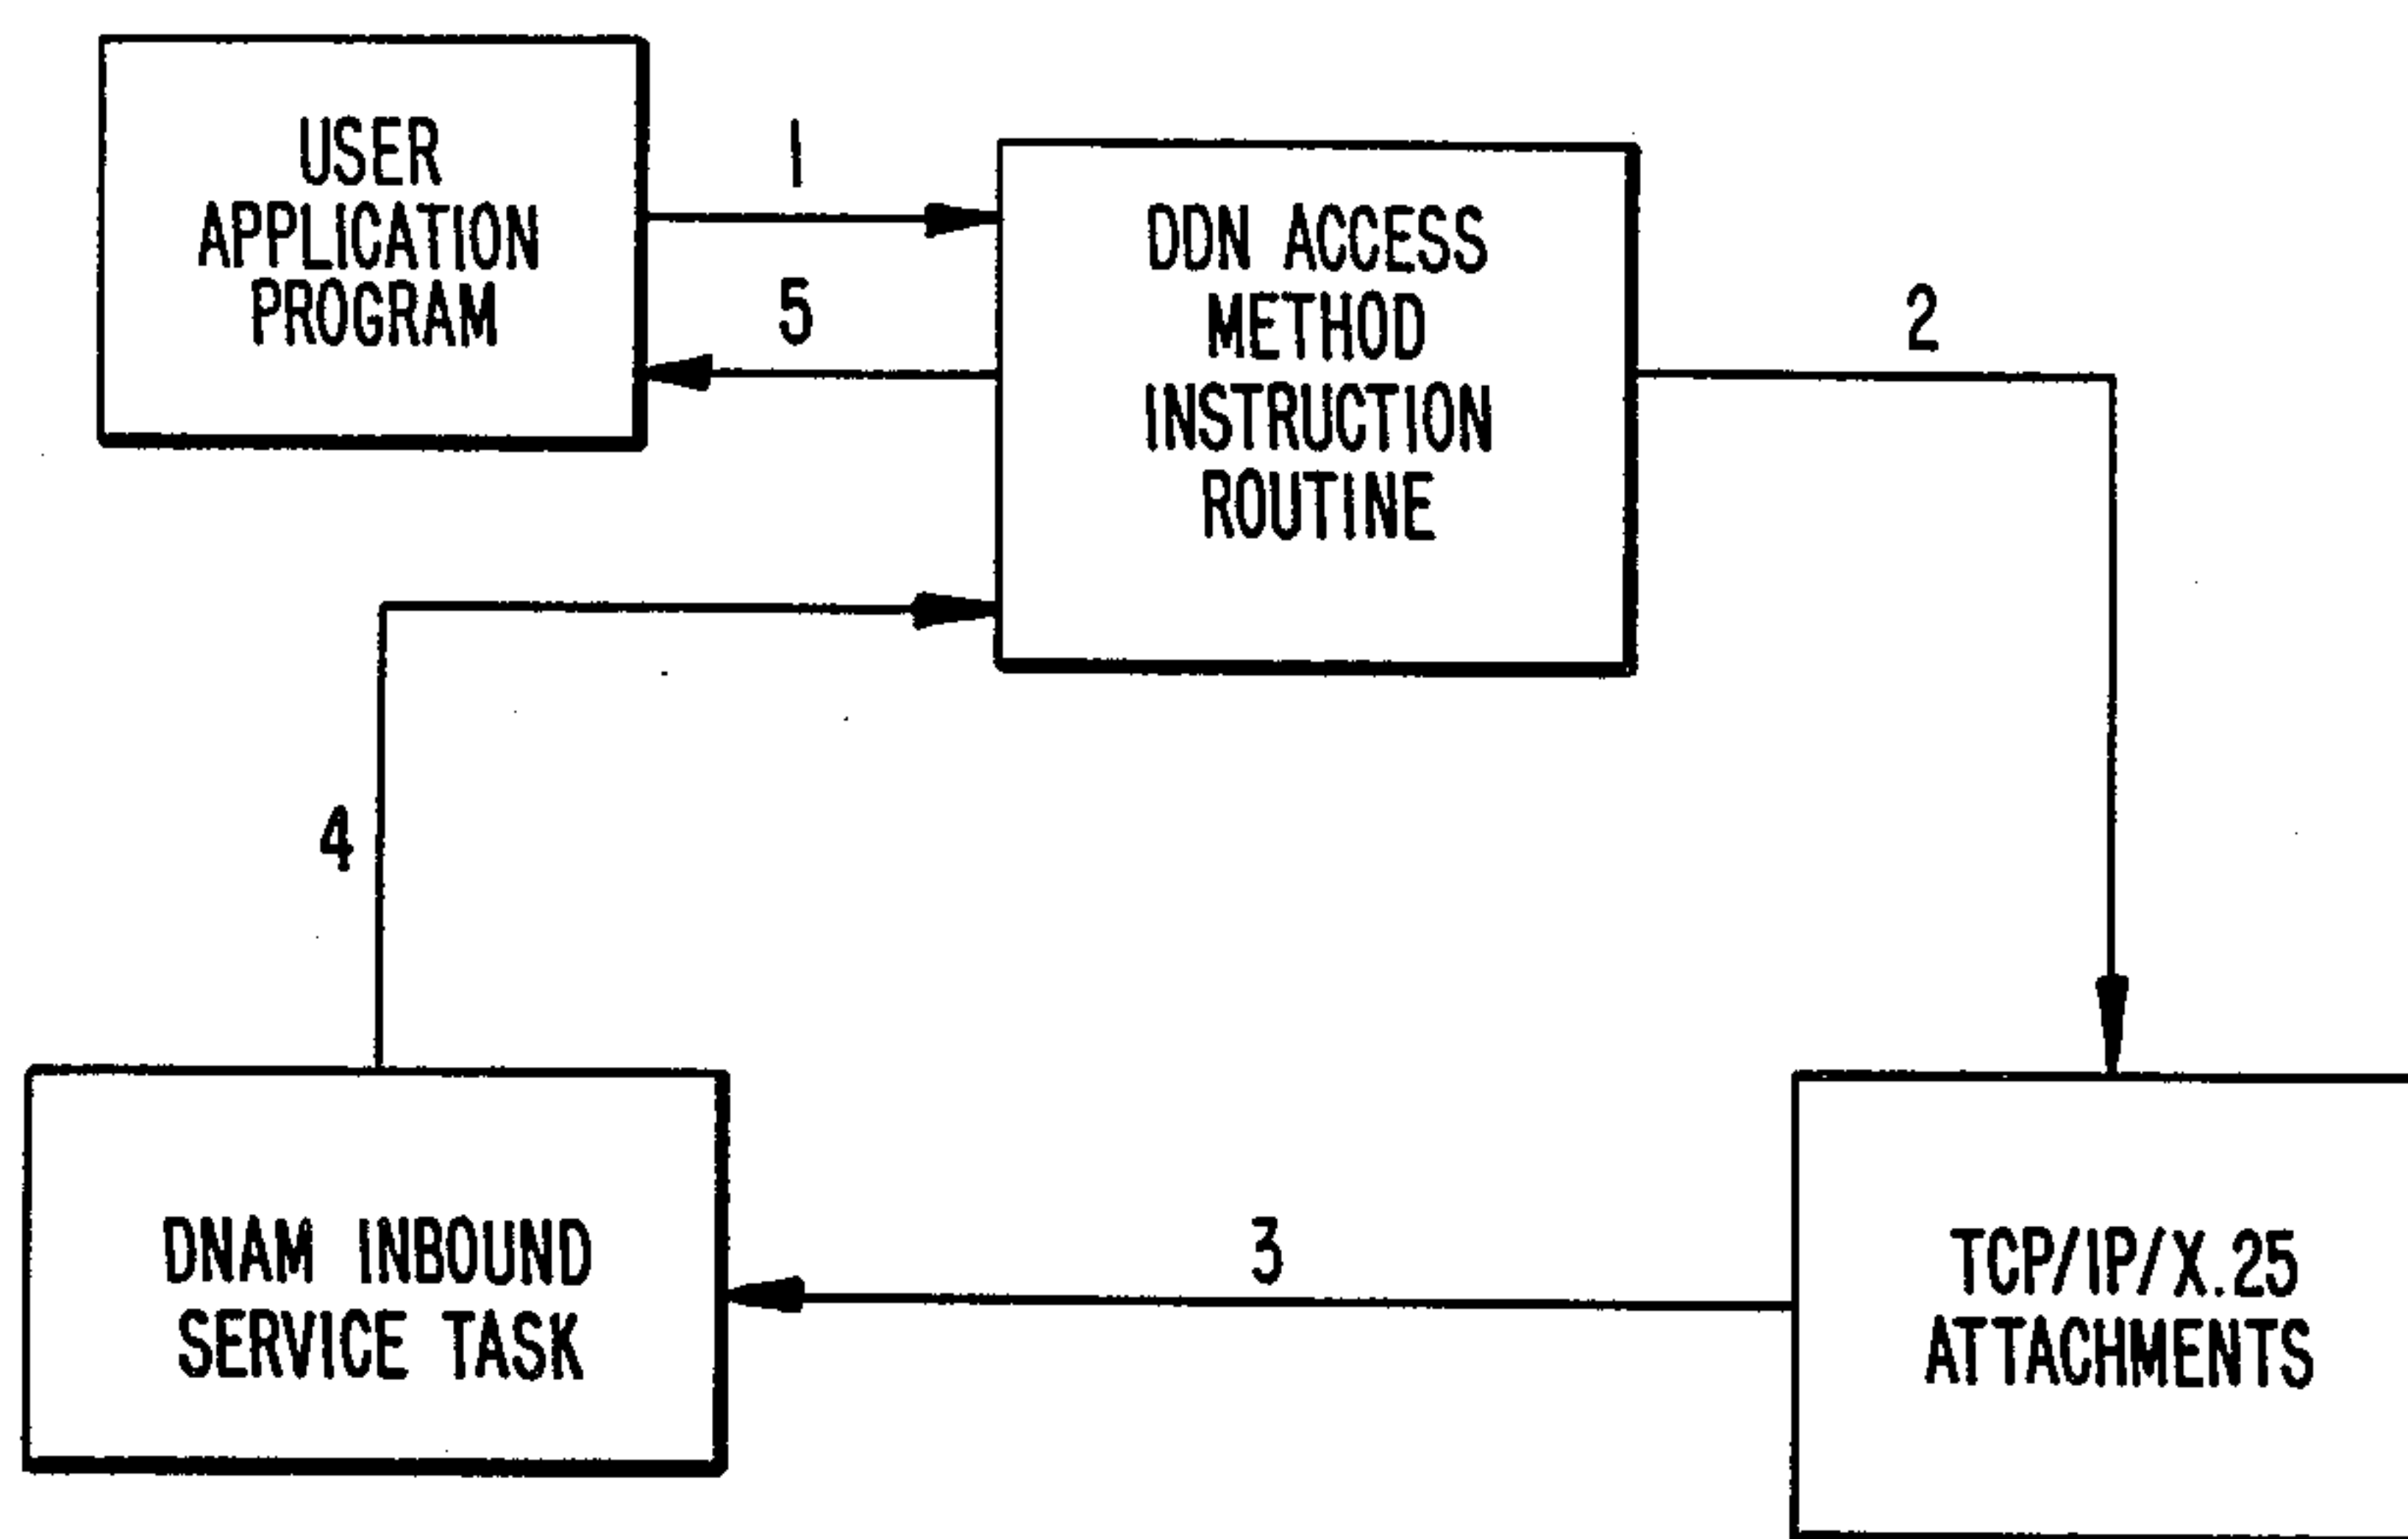 USER
APPLICATION
PROGRAM
1
5
DDN ACCESS
METHOD
INSTRUCTION
ROUTINE
2
4
DNAM INBOUND
SERVICE TASK
3
TCP/IP/X.25
ATTACHMENTS